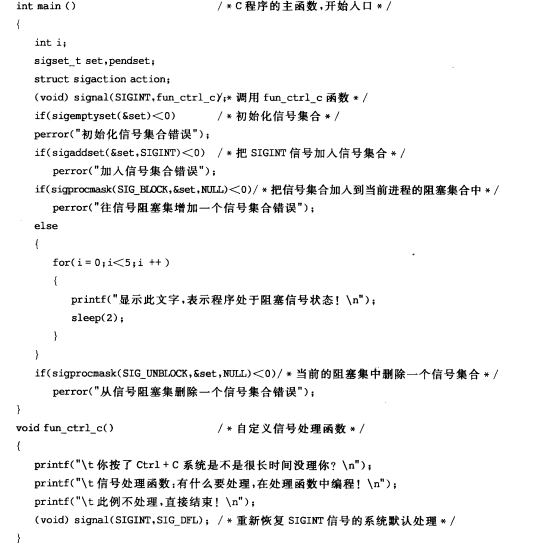 int main ()    /*C程序的主函数,开始入口*/
{
int i;
sigset_t set,pendset;
struct sigaction action;
(void) signal(SIGINT,fun_ctrl_c);* 调用 fun_ctrl_c 函数*/
if(sigemptyset(&set)<0)    /*初始化信号集合*/
perror("初始化信号集合错误");
if(sigaddset(&set,SIGINT)<0)    /*把 SIGINT 信号加入信号集合*/
perror("加入信号集合错误");
if(sigprocmask(SIG_BLOCK,&set,NULL)<0)/*把信号集合加入到当前进程的阻塞集合中*/
perror("往信号阻塞集增加一个信号集合错误");
else
{
for(i=0;i<5;i ++)
{
printf("显示此文字,表示程序处于阻塞信号状态! \n");
sleep(2);
}
}
if(sigprocmask(SIG_UNBLOCK,&set,NULL)<0)/*当前的阻塞集中删除一个信号集合*/
perror("从信号阻塞集删除一个信号集合错误");
}
void fun_ctrl_c()    /*自定义信号处理函数*/
{
printf("\t 你按了 Ctrl+C 系统是不是很长时间没理你? \n");
printf("\t 信号处理函数:有什么要处理,在处理函数中编程! \n");
printf("\t 此例不处理,直接结束! \n");
(void) signal(SIGINT,SIG_DFL); /*重新恢复 SIGINT 信号的系统默认处理*/
}